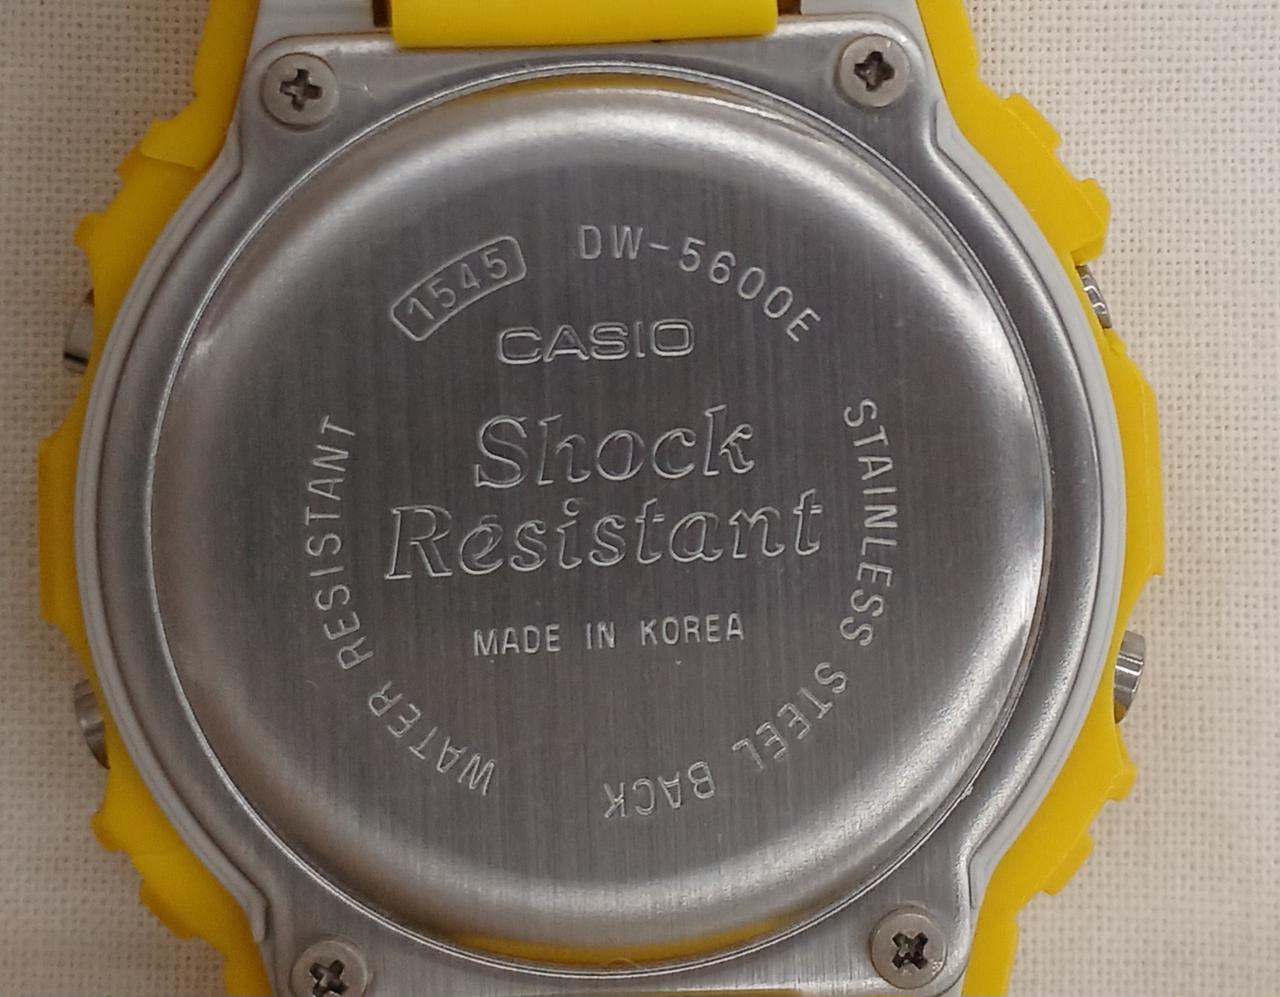 1545 DW-5600E
CASIO
Shock
Resistant
MADE IN KOREA
WATER RESISTANT
STAINLESS STEEL BACK